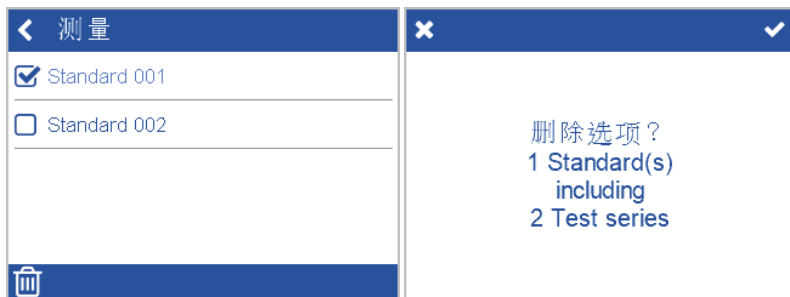 测量
Standard 001
Standard 002
删除选项？
1 Standard(s)
including
2 Test series